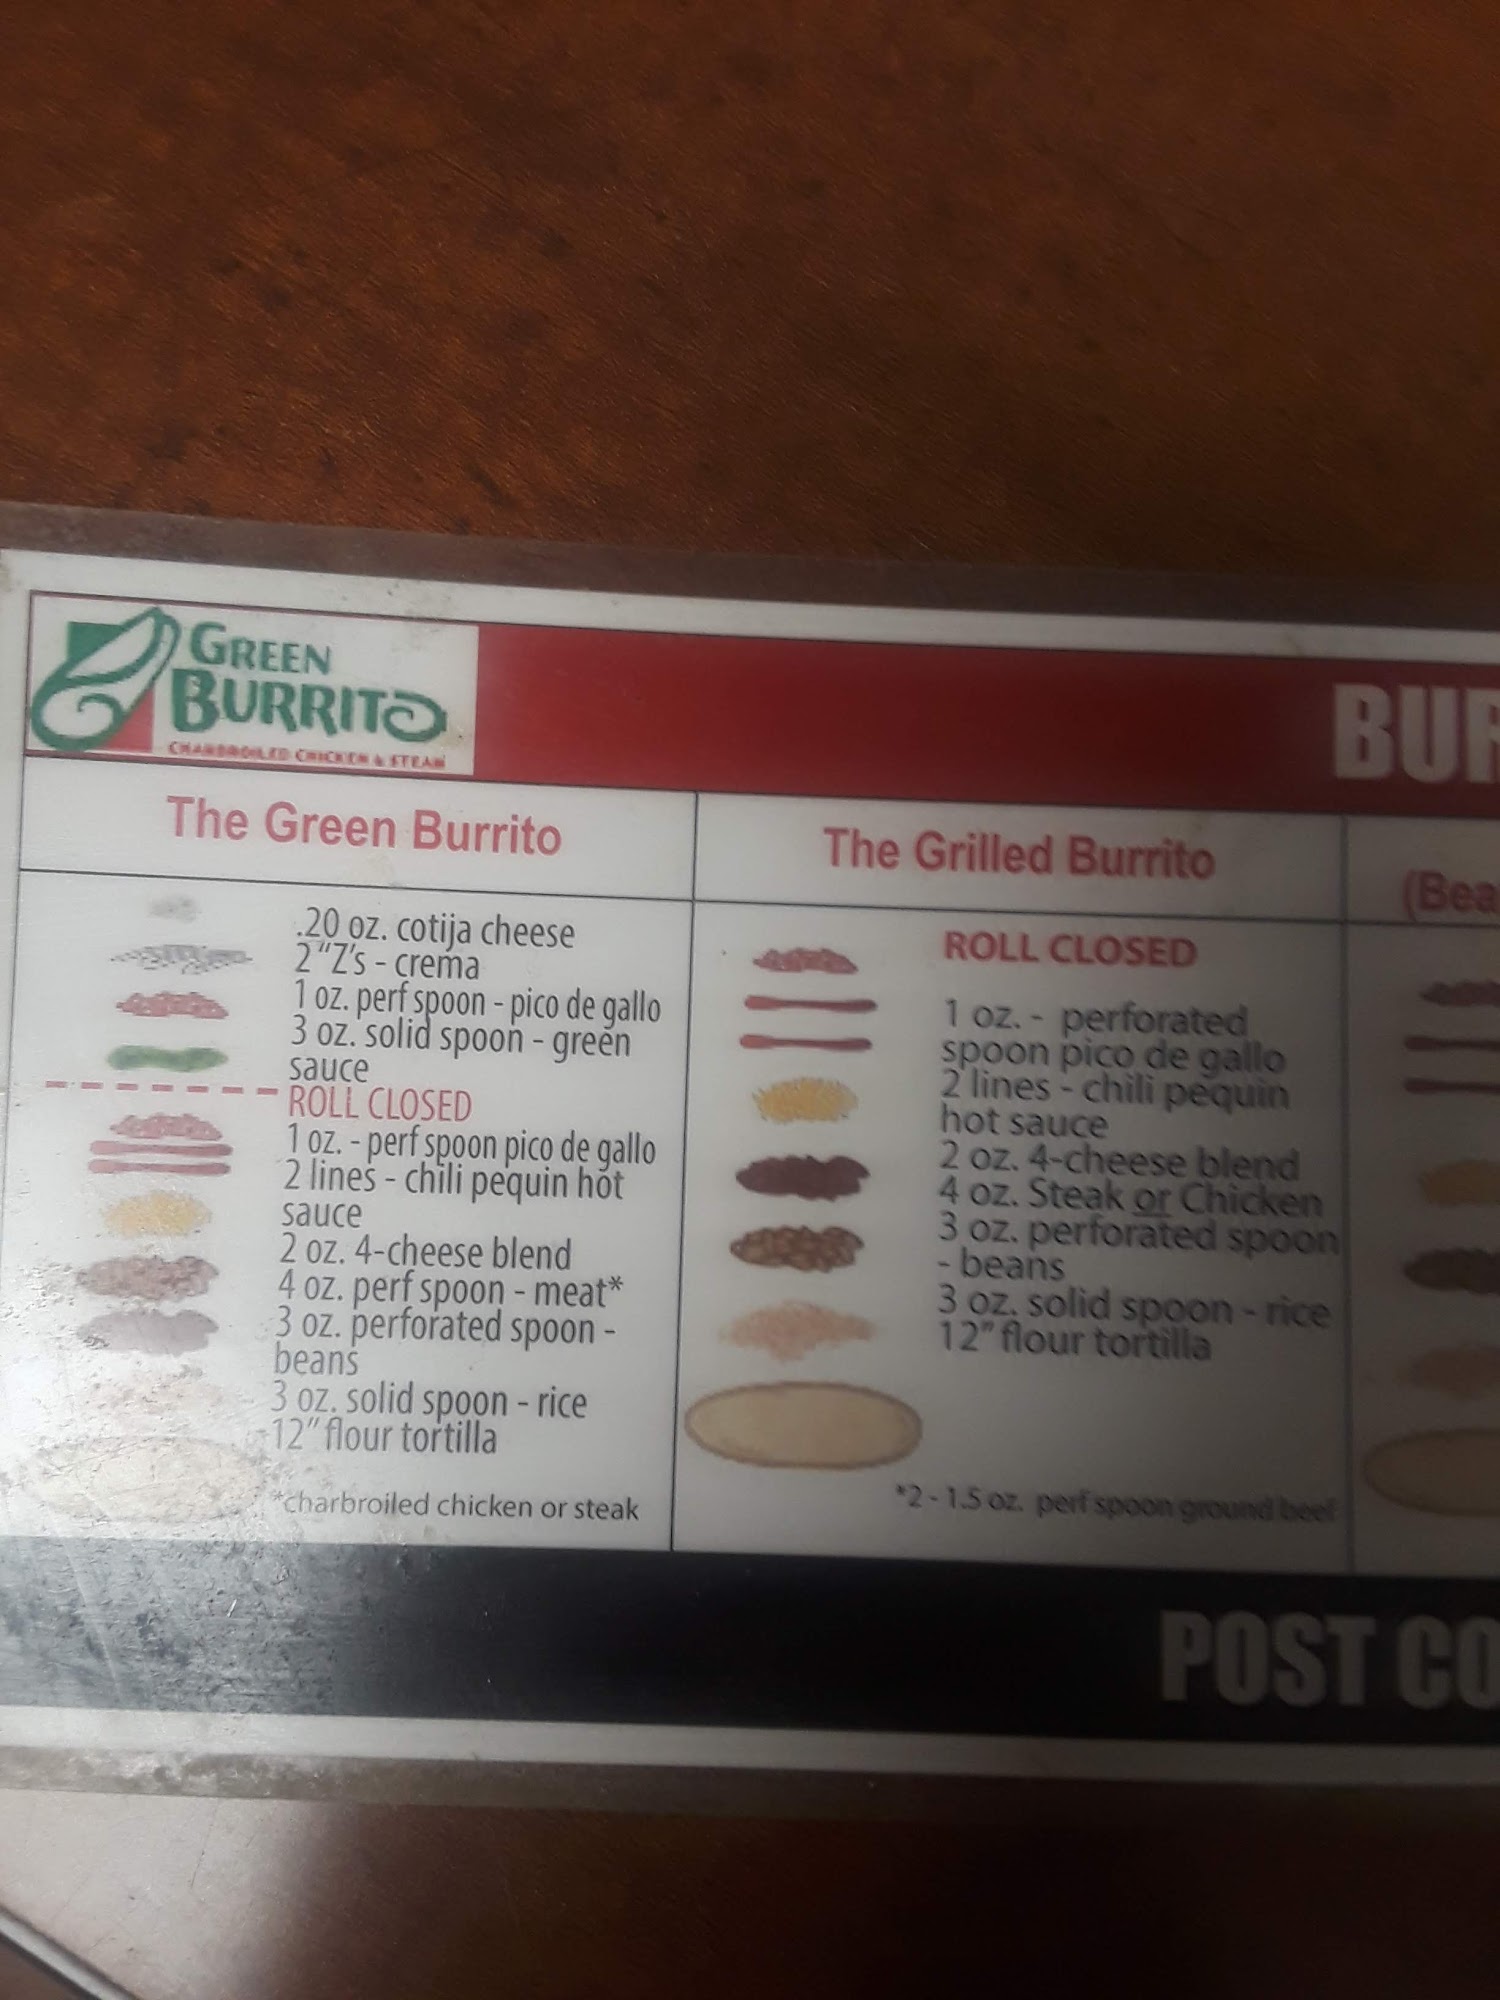 GREEN
BURRITO
CHARBROILED CHICKEN & STEAK
BUR
The Green Burrito
.20 oz. cotija cheese
2 "Z's - crema
1 oz. perf spoon - pico de gallo
3 oz. solid spoon - green
sauce
ROLL CLOSED
1 oz. - perf spoon pico de gallo
2 lines - chili pequin hot
sauce
2 oz. 4-cheese blend
4 oz. perf spoon - meat*
3 oz. perforated spoon -
beans
3 oz. solid spoon - rice
12" flour tortilla
*charbroiled chicken or steak
The Grilled Burrito
ROLL CLOSED
1 oz. - perforated
spoon pico de gallo
2 lines - chili pequin
hot sauce
2 oz. 4-cheese blend
4 oz. Steak or Chicken
3 oz. perforated spoon
- beans
3 oz. solid spoon - rice
12" flour tortilla
*2 - 1.5 oz. perf spoon ground beef
(Bea
POST CO